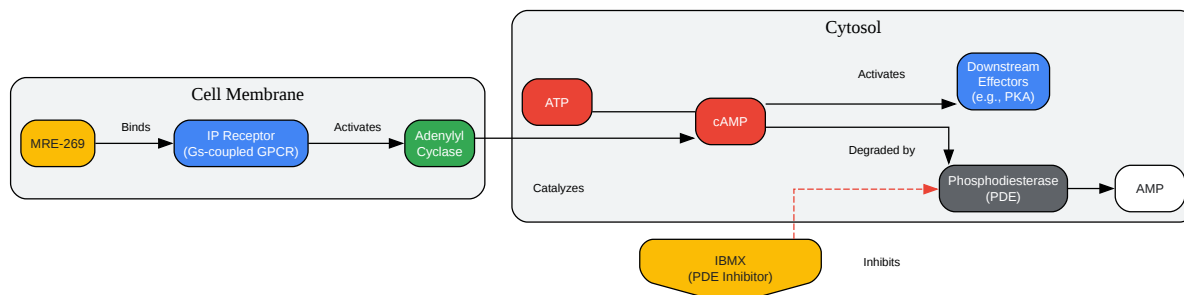 Cytosol
Cell Membrane
MRE-269
Binds
IP Receptor
(Gs-coupled GPCR)
Activates
Adenylyl
Cyclase
Catalyzes
ATP
cAMP
Activates
Downstream
Effectors
(e.g., PKA)
Degraded by
Phosphodiesterase
(PDE)
AMP
IBMX
(PDE Inhibitor)
Inhibits